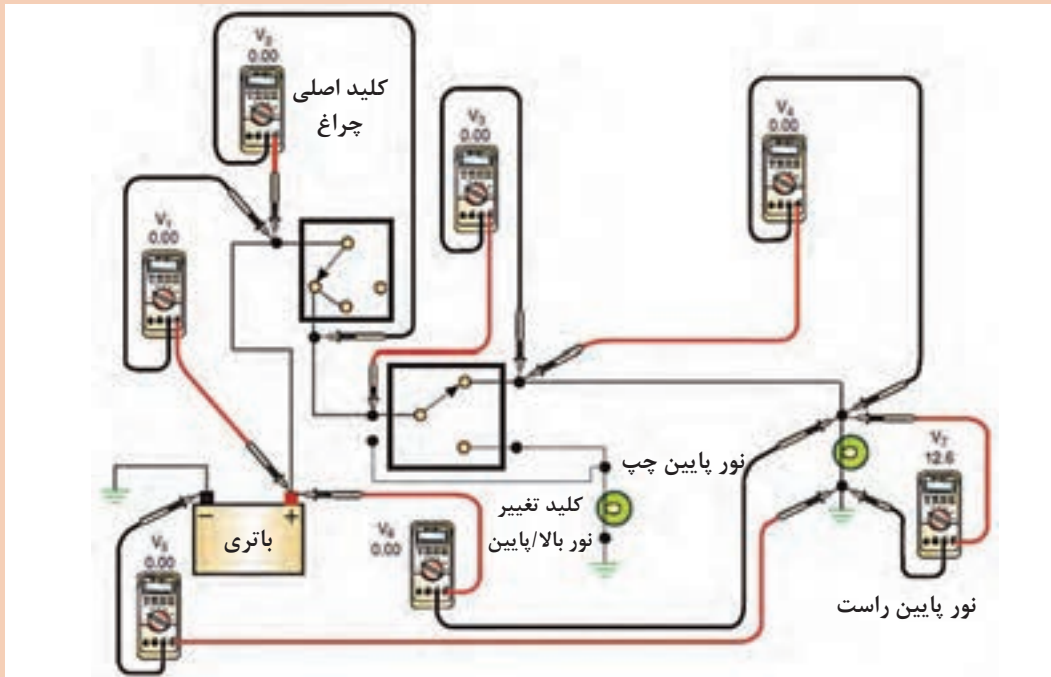 V2
0.00
کلید اصلی
چراغ
V3
0.00
V4
0.00
V1
0.00
نور پایین چپ
V7
12.6
کلید تغییر
نور بالا/پایین
− +
باتری
V6
0.00
V5
0.00
نور پایین راست